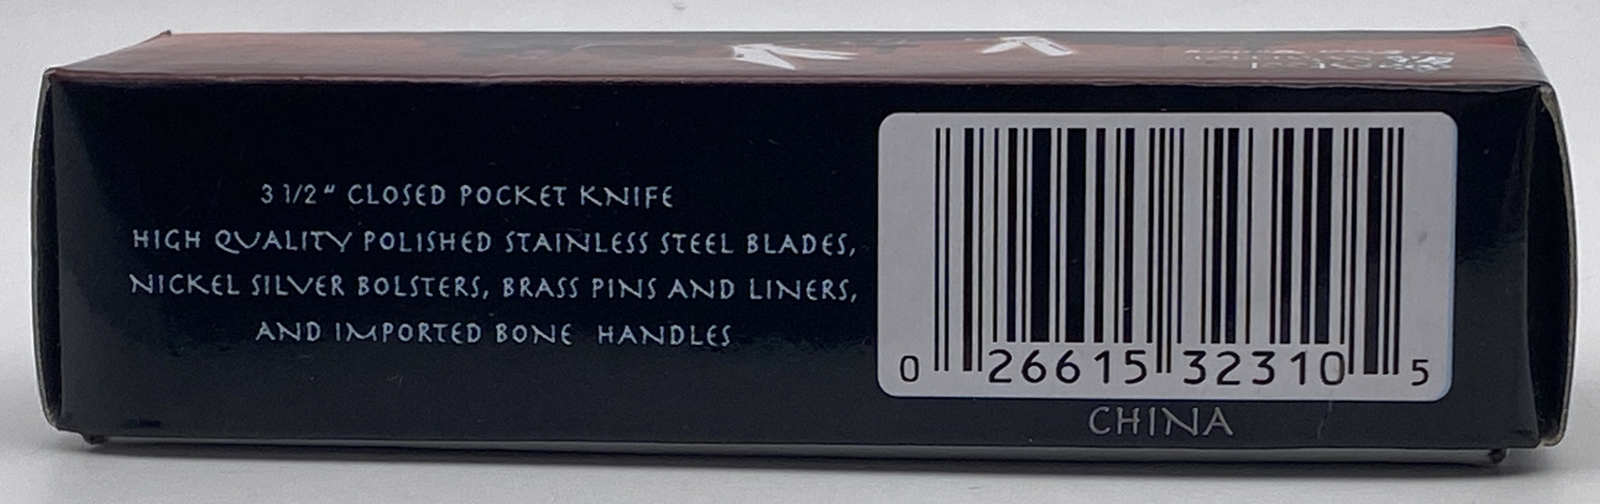 3 1/2" CLOSED POCKET KNIFE
HIGH QUALITY POLISHED STAINLESS STEEL BLADES,
NICKEL SILVER BOLSTERS, BRASS PINS AND LINERS,
AND IMPORTED BONE HANDLES
0 26615 32310 5
CHINA